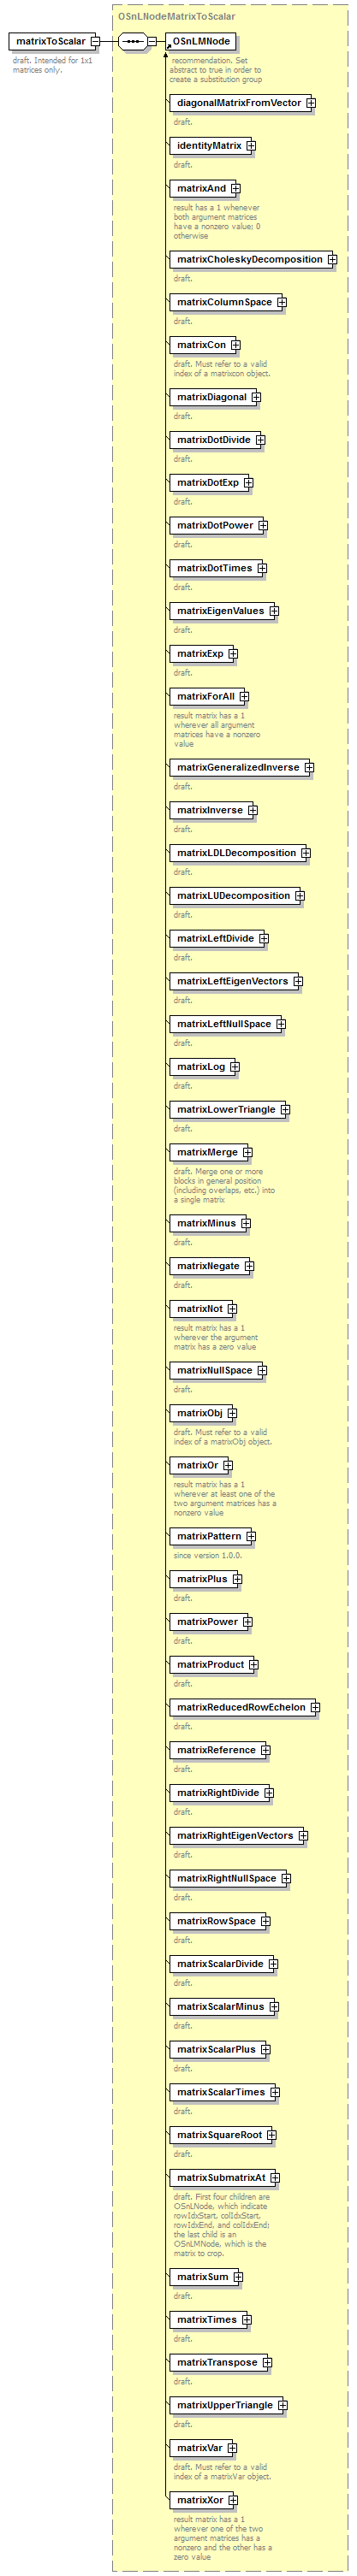 OSnLNodeMatrixToScalar
matrixToScalar
draft. Intended for 1x1
matrices only.
OSnLMNode
recommendation. Set
abstract to true in order to
create a substitution group
diagonalMatrixFromVector
draft.
identityMatrix
draft.
matrixAnd
result has a 1 whenever
both argument matrices
have a nonzero value; 0
otherwise
matrixCholeskyDecomposition
draft.
matrixColumnSpace
draft.
matrixCon
draft. Must refer to a valid
index of a matrixcon object.
matrixDiagonal
draft.
matrixDotDivide
draft.
matrixDotExp
draft.
matrixDotPower
draft.
matrixDotTimes
draft.
matrixEigenValues
draft.
matrixExp
draft.
matrixForAll
result matrix has a 1
wherever all argument
matrices have a nonzero
value
matrixGeneralizedInverse
draft.
matrixInverse
draft.
matrixLDLDecomposition
draft.
matrixLUDecomposition
draft.
matrixLeftDivide
draft.
matrixLeftEigenVectors
draft.
matrixLeftNullSpace
draft.
matrixLog
draft.
matrixLowerTriangle
draft.
matrixMerge
draft. Merge one or more
blocks in general position
(including overlaps, etc.) into
a single matrix
matrixMinus
draft.
matrixNegate
draft.
matrixNot
result matrix has a 1
wherever the argument
matrix has a zero value
matrixNullSpace
draft.
matrixObj
draft. Must refer to a valid
index of a matrixObj object.
matrixOr
result matrix has a 1
wherever at least one of the
two argument matrices has a
nonzero value
matrixPattern
since version 1.0.0.
matrixPlus
draft.
matrixPower
draft.
matrixProduct
draft.
matrixReducedRowEchelon
draft.
matrixReference
draft.
matrixRightDivide
draft.
matrixRightEigenVectors
draft.
matrixRightNullSpace
draft.
matrixRowSpace
draft.
matrixScalarDivide
draft.
matrixScalarMinus
draft.
matrixScalarPlus
draft.
matrixScalarTimes
draft.
matrixSquareRoot
draft.
matrixSubmatrixAt
draft. First four children are
OSnLNode, which indicate
rowIdxStart, colIdxStart,
rowIdxEnd, and colIdxEnd;
the last child is an
OSnLMNode, which is the
matrix to crop.
matrixSum
draft.
matrixTimes
draft.
matrixTranspose
draft.
matrixUpperTriangle
draft.
matrixVar
draft. Must refer to a valid
index of a matrixVar object.
matrixXor
result matrix has a 1
wherever one of the two
argument matrices has a
nonzero and the other has a
zero value